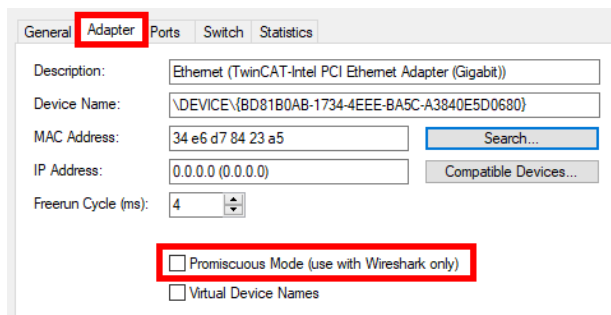 General Adapter Ports Switch Statistics
Description: Ethernet (TwinCAT-Intel PCI Ethernet Adapter (Gigabit))
Device Name: \DEVICE\{BD81B0AB-1734-4EEE-BA5C-A3840E5D0680}
MAC Address: 34 e6 d7 84 23 a5 Search...
IP Address: 0.0.0.0 (0.0.0.0) Compatible Devices...
Freerun Cycle (ms): 4
Promiscuous Mode (use with Wireshark only)
Virtual Device Names